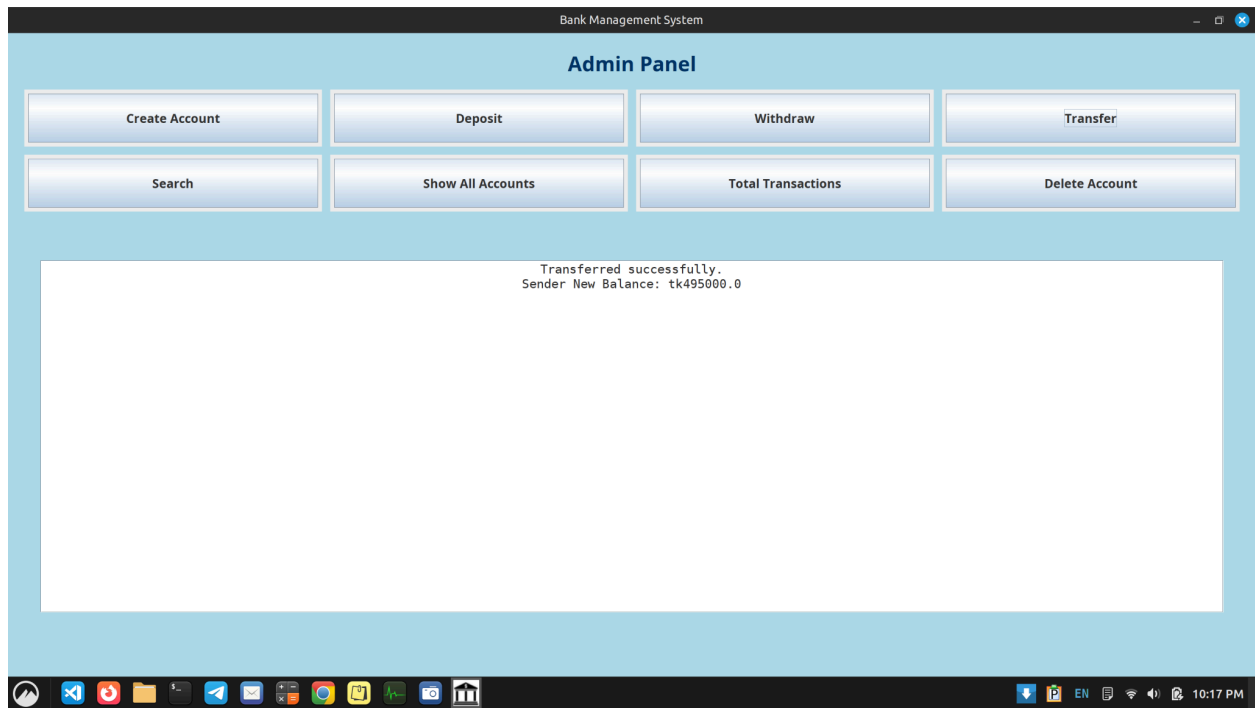 Bank Management System
Admin Panel
Create Account
Deposit
Withdraw
Transfer
Search
Show All Accounts
Total Transactions
Delete Account
Transferred successfully.
Sender New Balance: tk495000.0
EN
10:17 PM